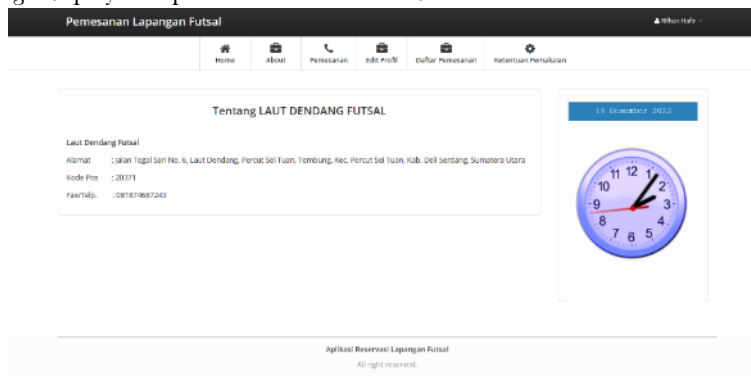 Pemesanan Lapangan Futsal
Home
About
Pemesanan
Edit Profil
Daftar Pemesanan
Ketentuan Pemakaian
Tentang LAUT DENDANG FUTSAL
19 Desember 2023
Laut Dendang Futsal
Alamat : Jalan Tegal Sari No. 6, Laut Dendang, Percut Sei Tuan, Tembung, Kec. Percut Sei Tuan, Kab. Deli Serdang, Sumatera Utara
Kode Pos : 20371
Fax/Telp. : 081874687243
11 12 1
10 2
9 3
8 4
7 6 5
Aplikasi Reservasi Lapangan Futsal
All right reserved.